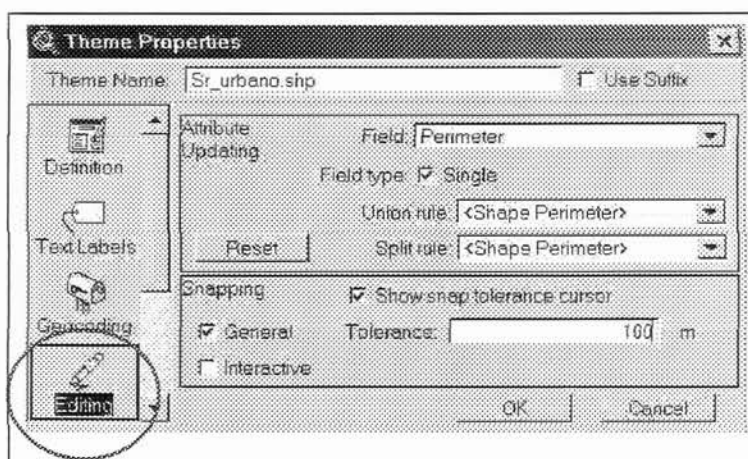 Theme Properties
Theme Name: Sr_urbano.shp Use Suffix
Definition
Text Labels
Geocoding
Editing
Attribute Updating
Field: Perimeter
Field type: Single
Union rule: <Shape Perimeter>
Reset Split rule: <Shape Perimeter>
Snapping Show snap tolerance cursor
General Tolerance: 100 m
Interactive
OK Cancel